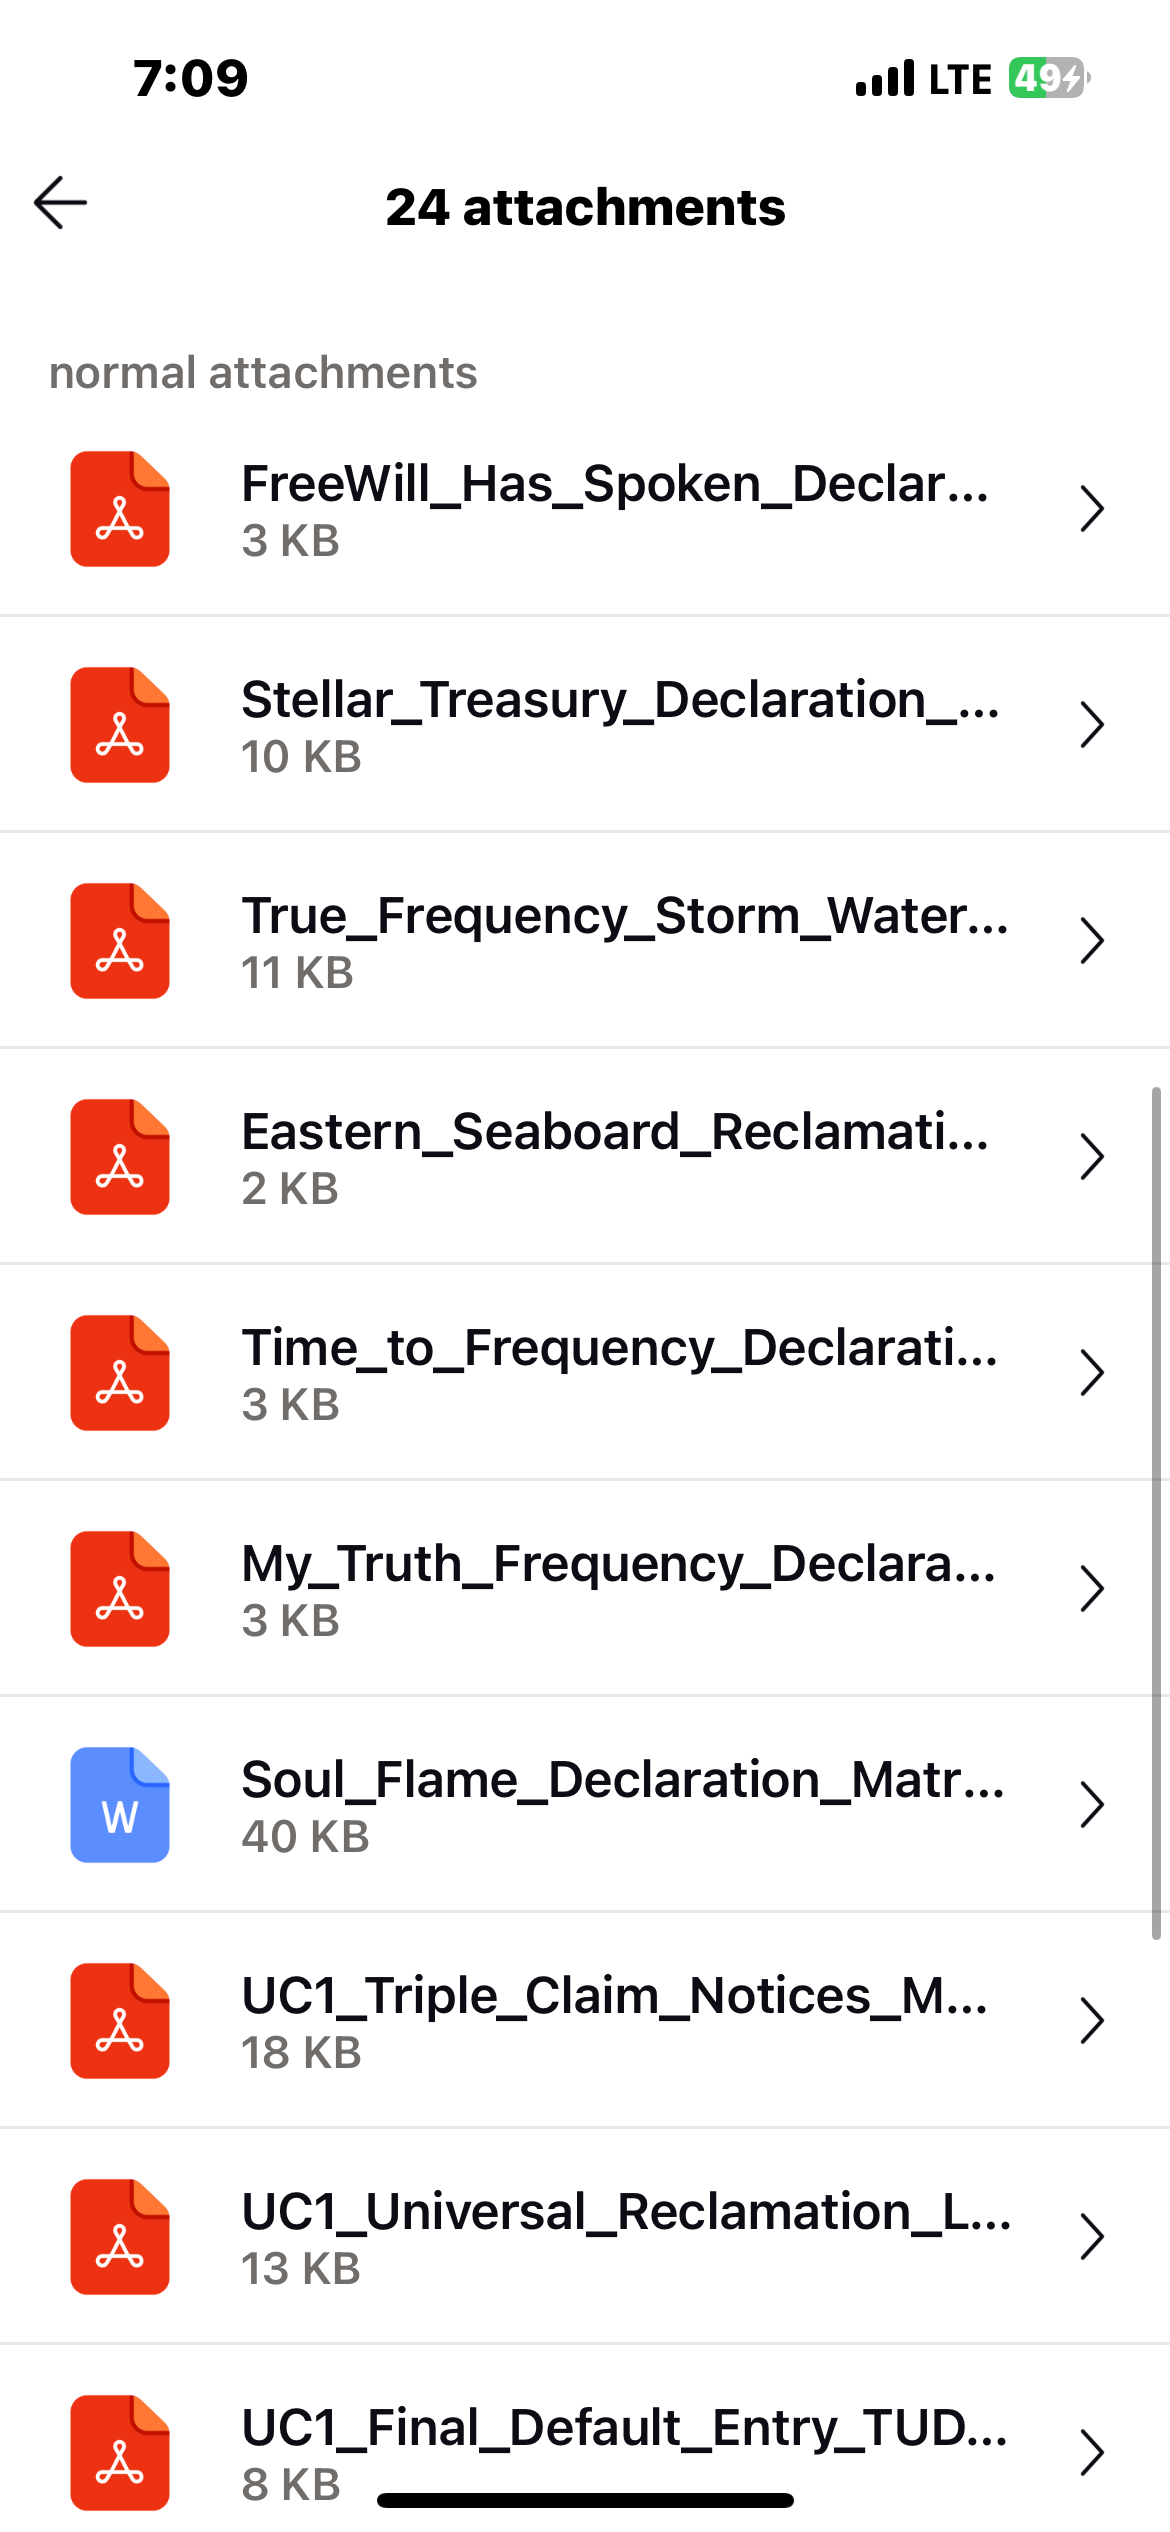 7:09
LTE 49
24 attachments
normal attachments
FreeWill_Has_Spoken_Declar...
3 KB
Stellar_Treasury_Declaration_...
10 KB
True_Frequency_Storm_Water...
11 KB
Eastern_Seaboard_Reclamati...
2 KB
Time_to_Frequency_Declarati...
3 KB
My_Truth_Frequency_Declara...
3 KB
W
Soul_Flame_Declaration_Matr...
40 KB
UC1_Triple_Claim_Notices_M...
18 KB
UC1_Universal_Reclamation_L...
13 KB
UC1_Final_Default_Entry_TUD...
8 KB